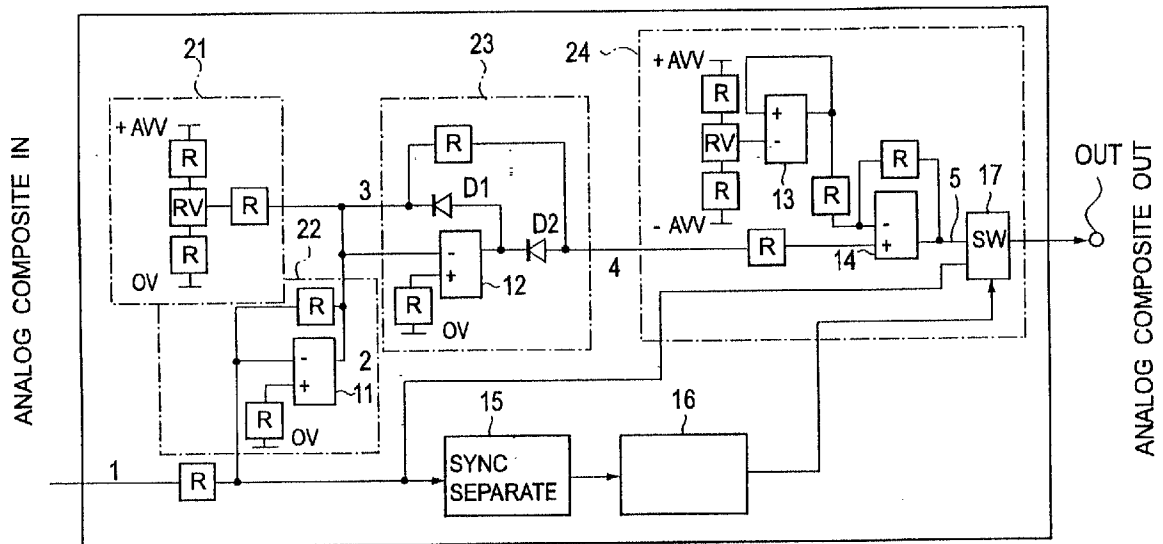 ANALOG COMPOSITE IN
21
+ AVV
R
RV
R
R
OV
22
R
2
-
+
11
R
OV
1
R
23
R
3
D1
D2
-
+
12
R
OV
4
15
SYNC
SEPARATE
16
24
+ AVV
R
RV
R
- AVV
+
-
13
R
R
R
-
+
14
5
17
SW
OUT
ANALOG COMPOSITE OUT